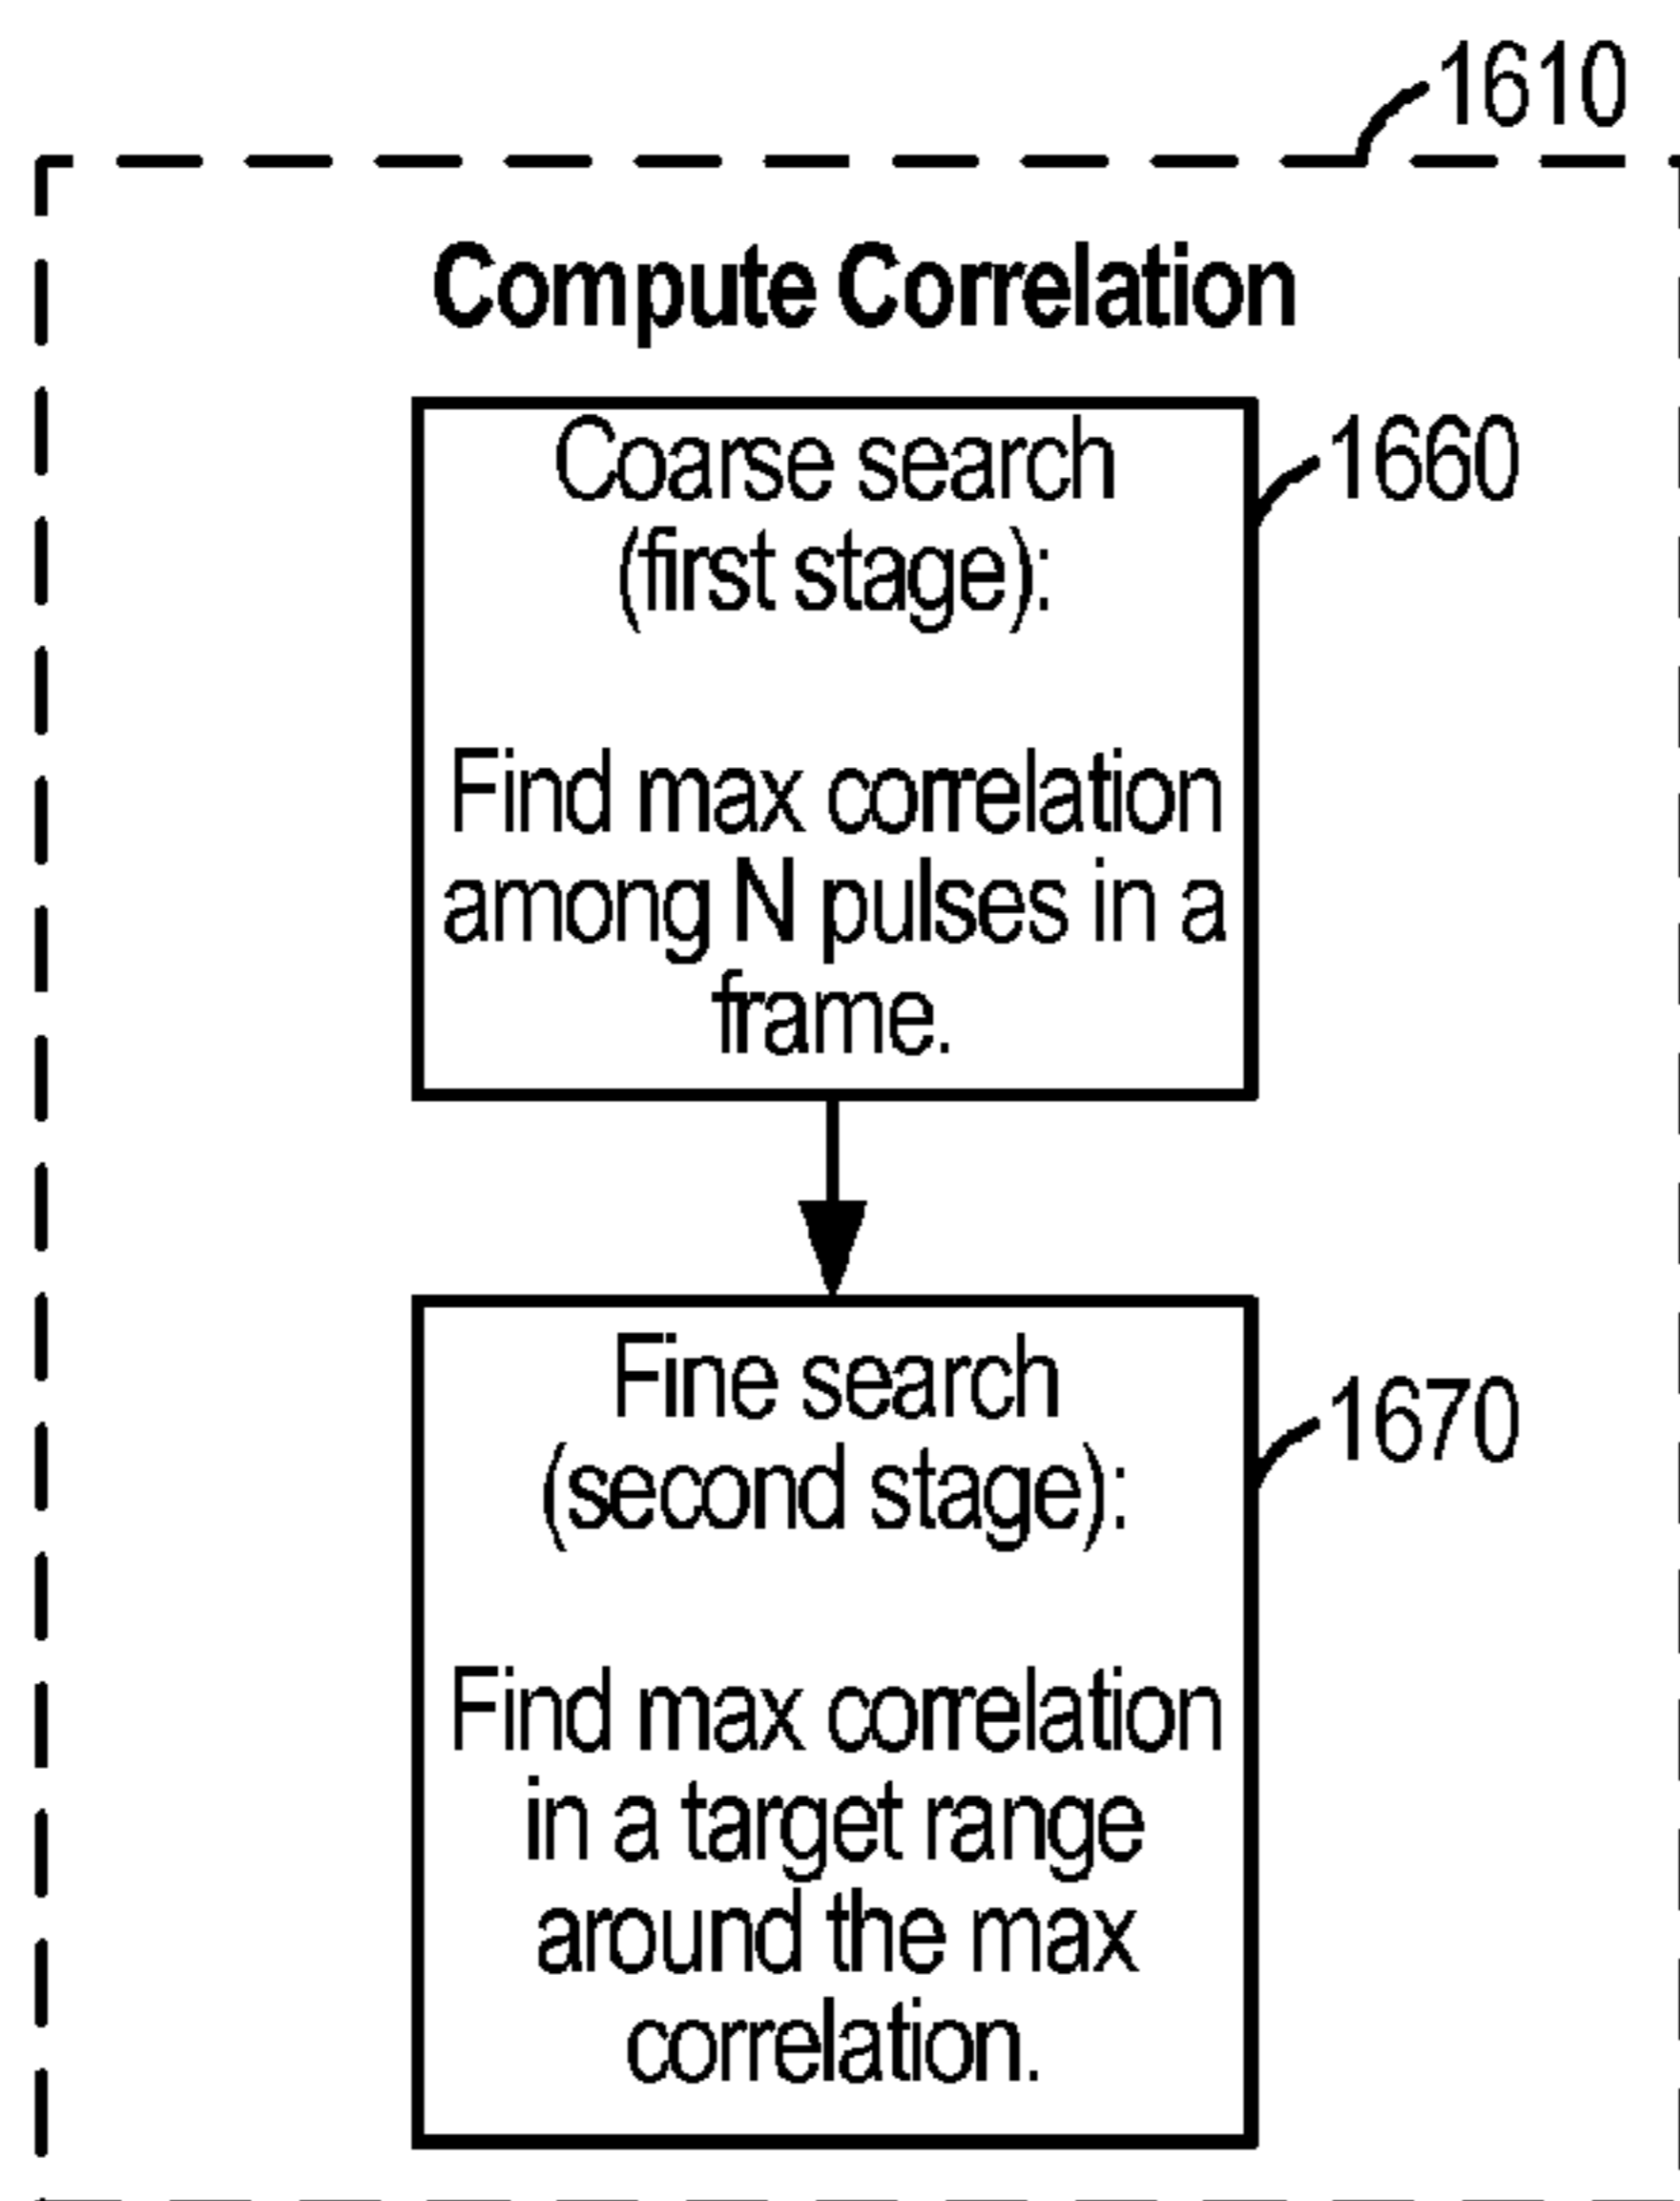 1610
Compute Correlation
Coarse search
(first stage):
1660
Find max correlation
among N pulses in a
frame.
Fine search
1670
(second stage):
Find max correlation
in a target range
around the max
correlation.